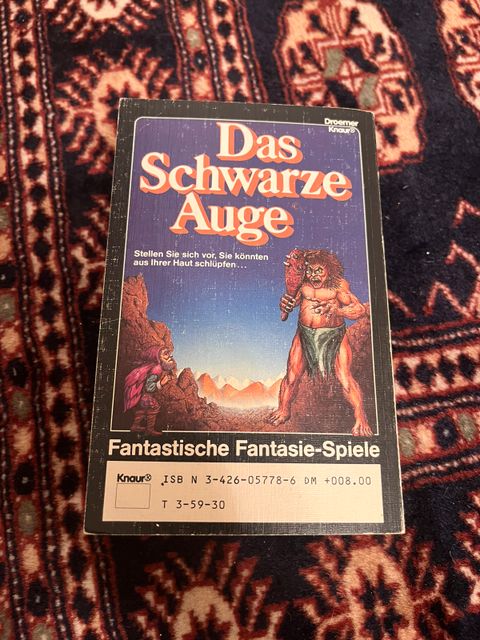 Droemer
Knaur®
Das
Schwarze
Auge
Stellen Sie sich vor, Sie könnten
aus Ihrer Haut schlüpfen...
Fantastische Fantasie-Spiele
Knaur® ISB N 3-426-05778-6 DM +008.00
T 3-59-30